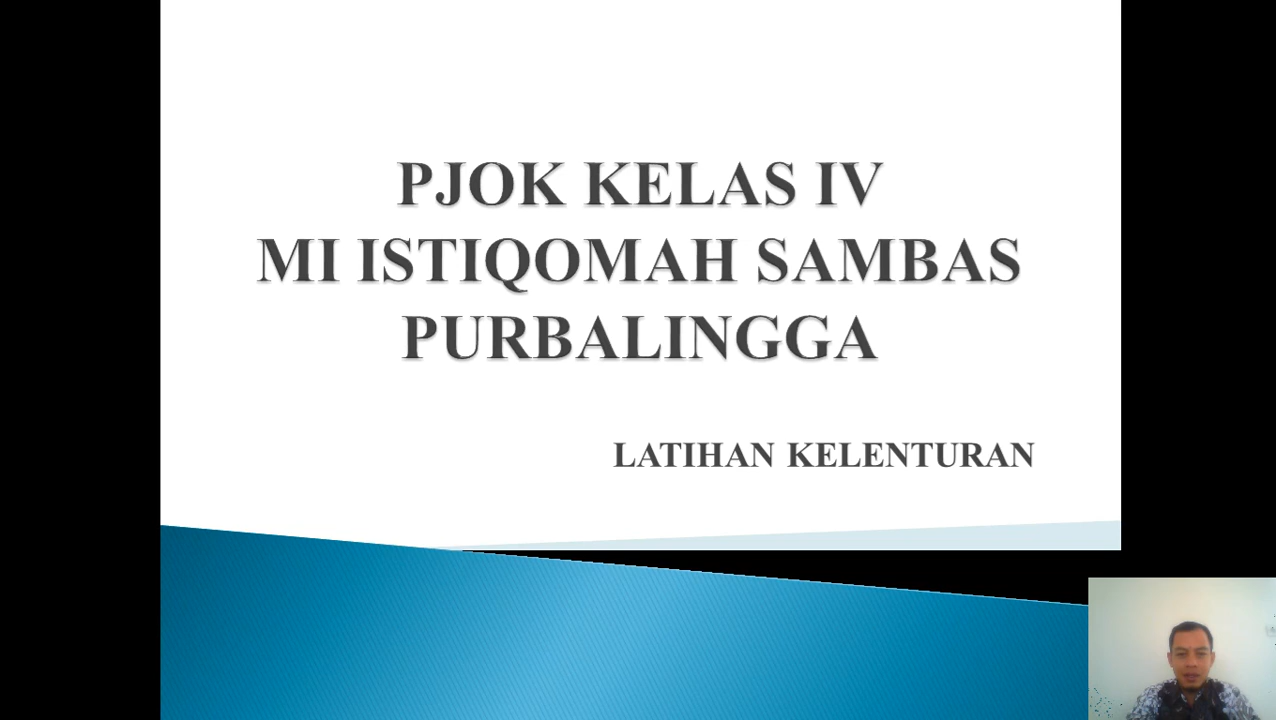 PJOK KELAS IV
MI ISTIQOMAH SAMBAS
PURBALINGGA
LATIHAN KELENTURAN